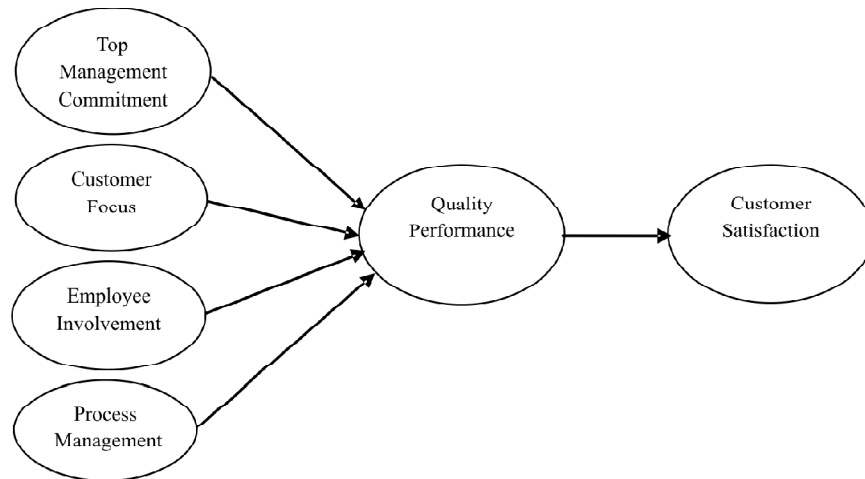 Top
Management
Commitment
Customer
Focus
Employee
Involvement
Process
Management
Quality
Performance
Customer
Satisfaction